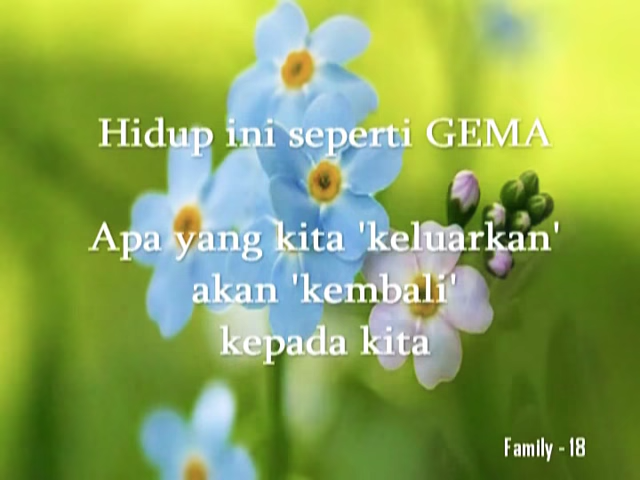 Hidup ini seperti GEMA
Apa yang kita 'keluarkan'
akan 'kembali'
kepada kita
Family - 18